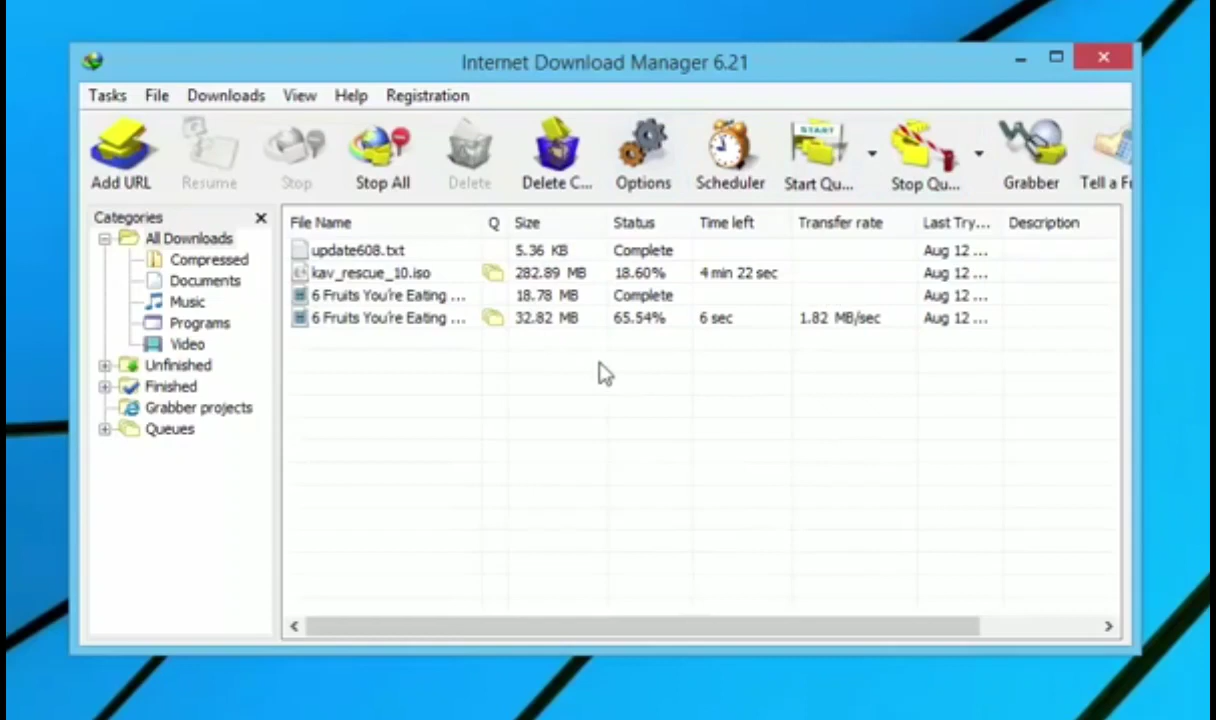 Internet Download Manager 6.21
Tasks File Downloads View Help Registration
START
Add URL Resume Stop Stop All Delete Delete C... Options Scheduler Start Qu... Stop Qu... Grabber Tell a
Categories
File Name Q Size Status Time left Transfer rate Last Try... Description
All Downloads
update608.txt 5.36 KB Complete Aug 12 ...
Compressed
kav_rescue_10.iso 282.89 MB 18.60% 4 min 22 sec Aug 12 ...
Documents
6 Fruits You're Eating ... 18.78 MB Complete Aug 12 ...
Music
6 Fruits You're Eating ... 32.82 MB 65.54% 6 sec 1.82 MB/sec Aug 12 ...
Programs
Video
Unfinished
Finished
Grabber projects
Queues